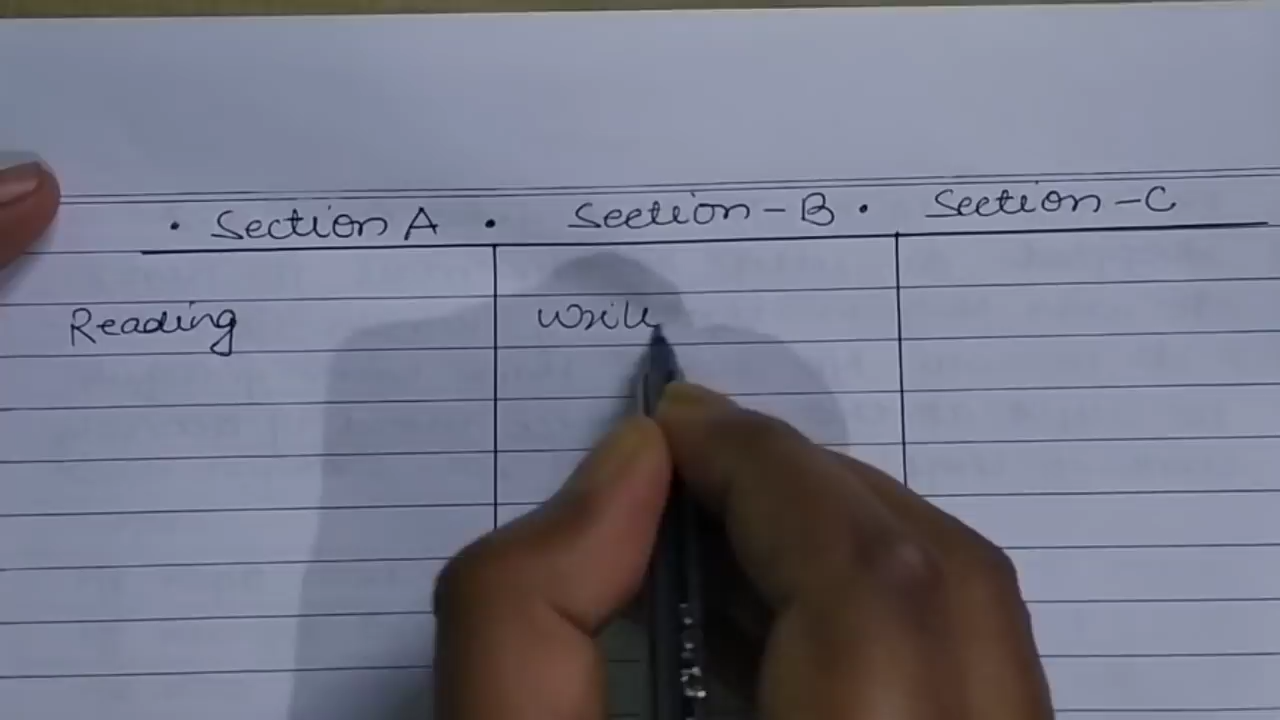 · Section A · Section - B · Section - C
Reading